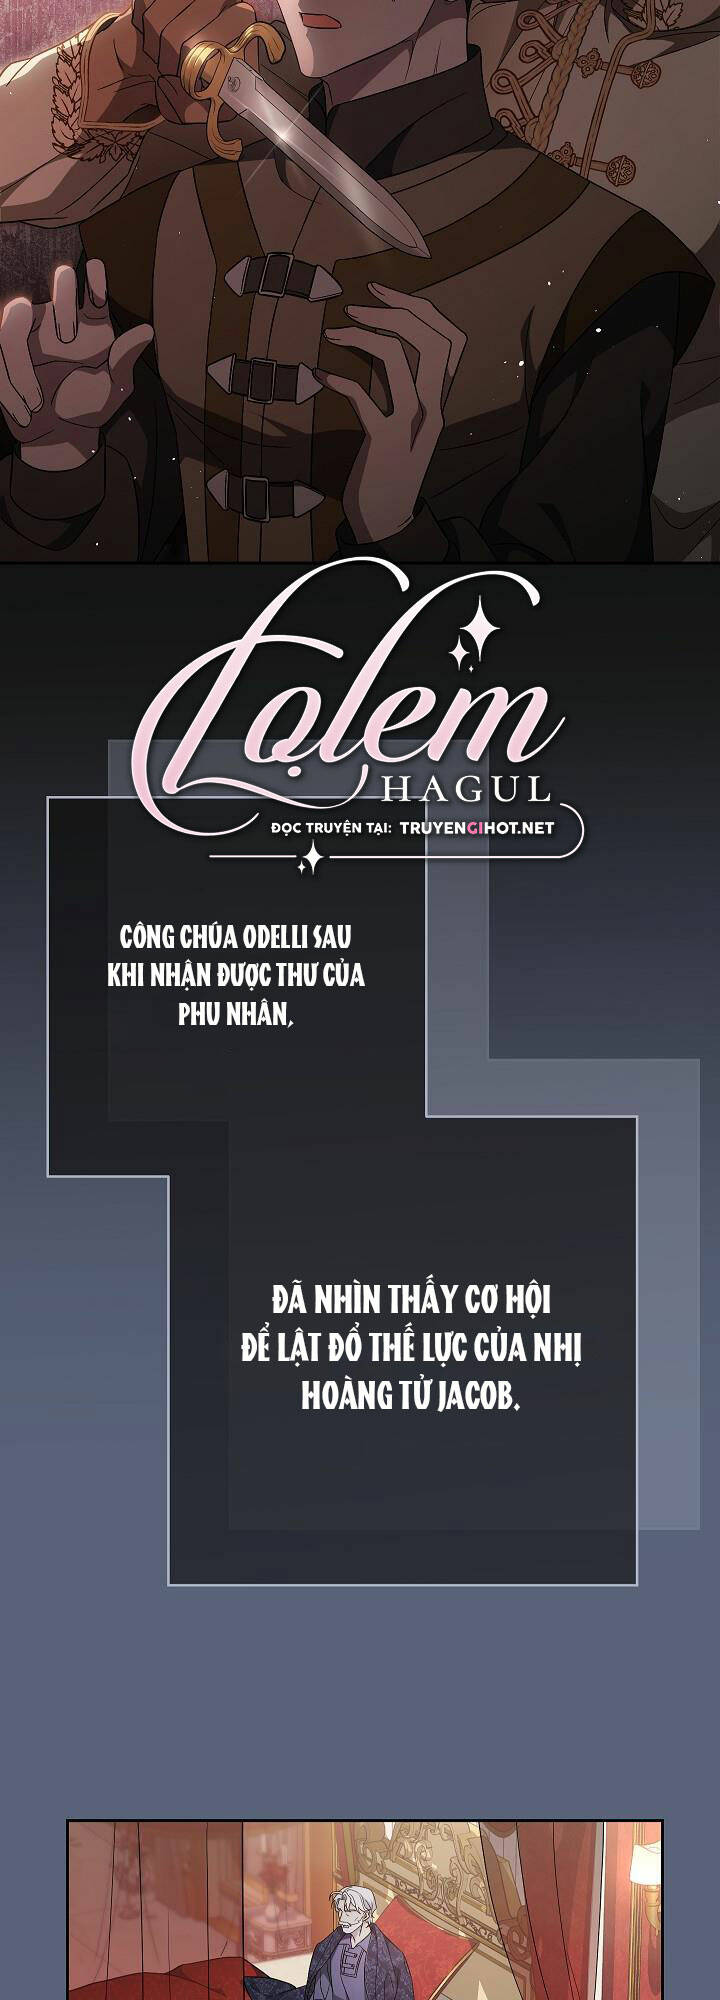 Lọlem
HAGUL
ĐỌC TRUYỆN TẠI: TRUYENGIHOT.NET
CÔNG CHÚA ODELLI SAU
KHI NHẬN ĐƯỢC THƯ CỦA
PHU NHÂN,
ĐÃ NHÌN THẤY CƠ HỘI
ĐỂ LẬT ĐỔ THẾ LỰC CỦA NHỊ
HOÀNG TỬ JACOB.